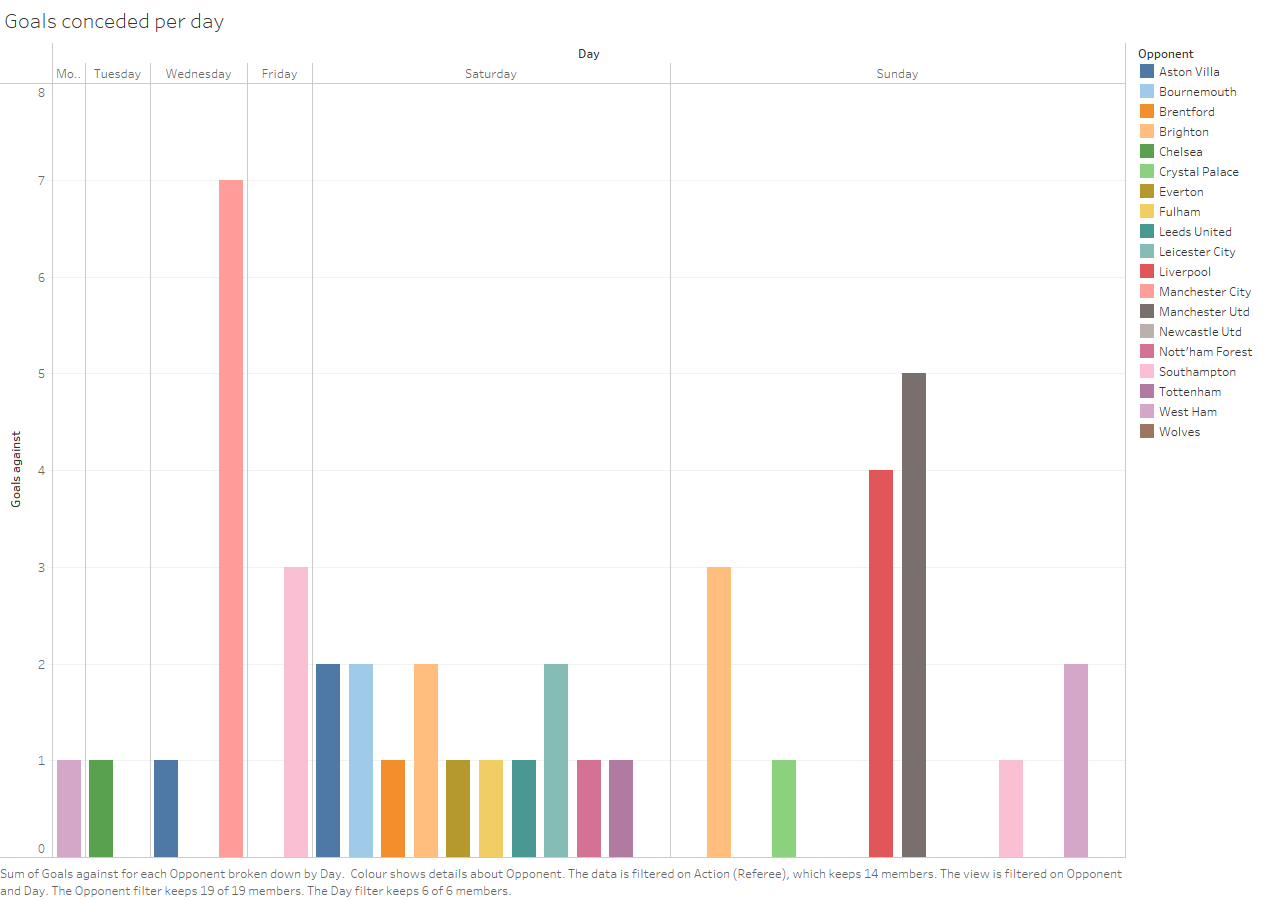 Goals conceded per day
Day
Mo..
Tuesday
Wednesday
Friday
Saturday
Sunday
8
7
6
5
4
3
2
1
0
Goals against
Opponent
Aston Villa
Bournemouth
Brentford
Brighton
Chelsea
Crystal Palace
Everton
Fulham
Leeds United
Leicester City
Liverpool
Manchester City
Manchester Utd
Newcastle Utd
Nott'ham Forest
Southampton
Tottenham
West Ham
Wolves
Sum of Goals against for each Opponent broken down by Day.  Colour shows details about Opponent. The data is filtered on Action (Referee), which keeps 14 members. The view is filtered on Opponent
and Day. The Opponent filter keeps 19 of 19 members. The Day filter keeps 6 of 6 members.